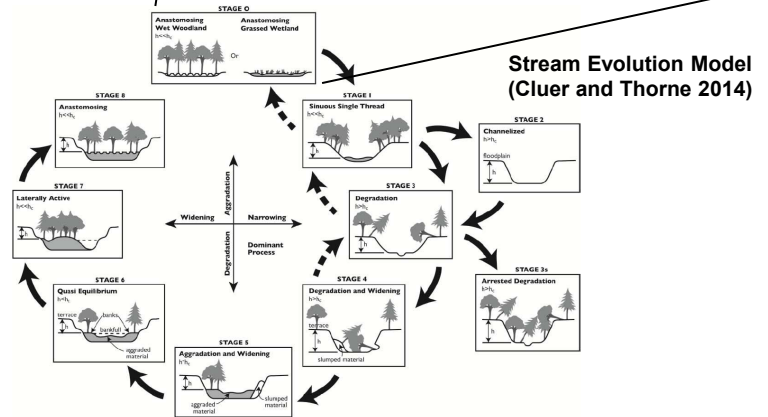 STAGE 0
Anastomosing
Wet Woodland
h<<hc
Or
Anastomosing
Grassed Wetland
Stream Evolution Model
(Cluer and Thorne 2014)
STAGE 1
Sinuous Single Thread
h<<hc
h
STAGE 2
Channelized
h>hc
floodplain
h
STAGE 3
Degradation
h>hc
h
STAGE 3s
Arrested Degradation
h>hc
h
STAGE 4
Degradation and Widening
h>hc
terrace
h
slumped material
STAGE 5
Aggradation and Widening
h~hc
h
aggraded
material
slumped
material
STAGE 6
Quasi Equilibrium
h<hc
terrace
banks
h
bankfull
aggraded
material
STAGE 7
Laterally Active
h<<hc
h
STAGE 8
Anastomosing
h<<hc
h
Aggradation
Widening
Narrowing
Degradation
Dominant
Process